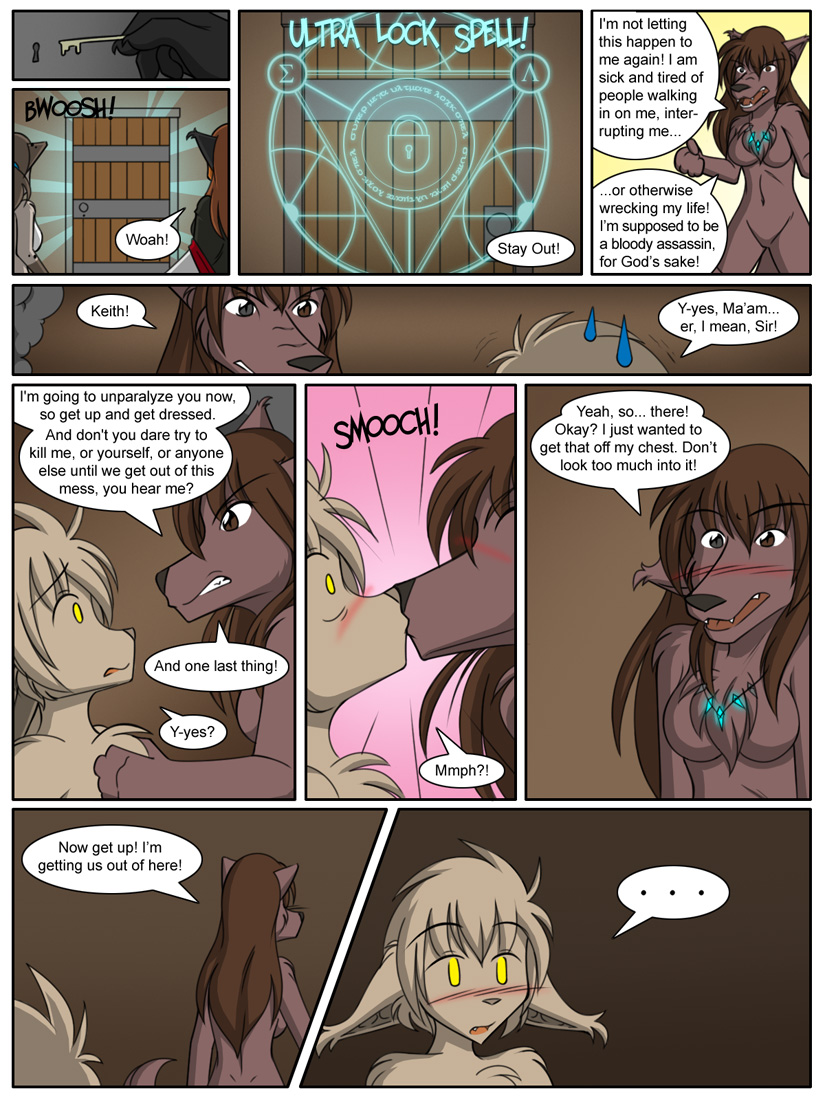 BWOOSH!
Woah!
ULTRA LOCK SPELL!
Σ
Λ
Stay Out!
I'm not letting
this happen to
me again! I am
sick and tired of
people walking
in on me, inter-
rupting me...
...or otherwise
wrecking my life!
I'm supposed to be
a bloody assassin,
for God's sake!
Keith!
Y-yes, Ma'am...
er, I mean, Sir!
I'm going to unparalyze you now,
so get up and get dressed.
And don't you dare try to
kill me, or yourself, or anyone
else until we get out of this
mess, you hear me?
And one last thing!
Y-yes?
SMOOCH!
Mmph?!
Yeah, so... there!
Okay? I just wanted to
get that off my chest. Don't
look too much into it!
Now get up! I'm
getting us out of here!
. . .